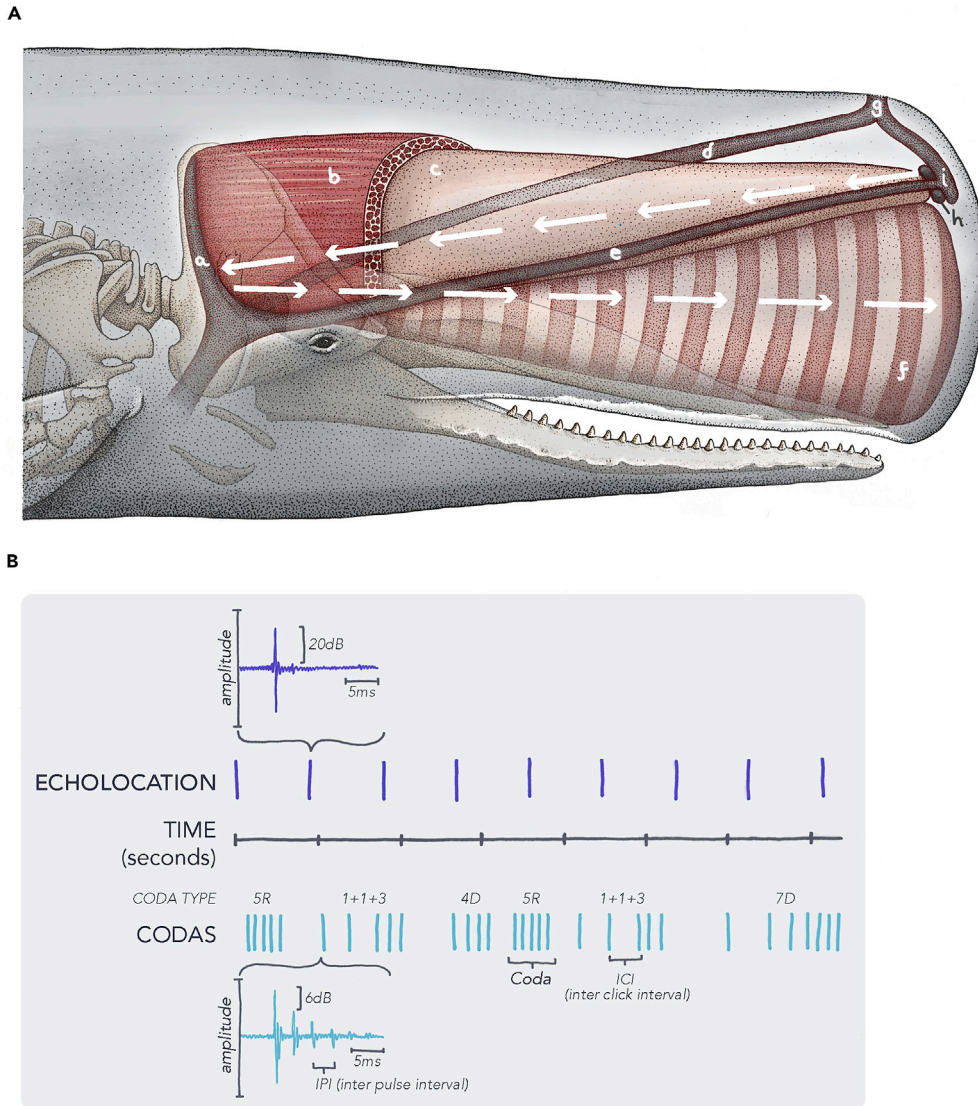 A
g
d
b
c
i
h
a
e
f
B
amplitude
20dB
5ms
ECHOLOCATION
TIME
(seconds)
CODA TYPE 5R 1+1+3 4D 5R 1+1+3 7D
CODAS
Coda
ICI
(inter click interval)
amplitude
6dB
5ms
IPI (inter pulse interval)